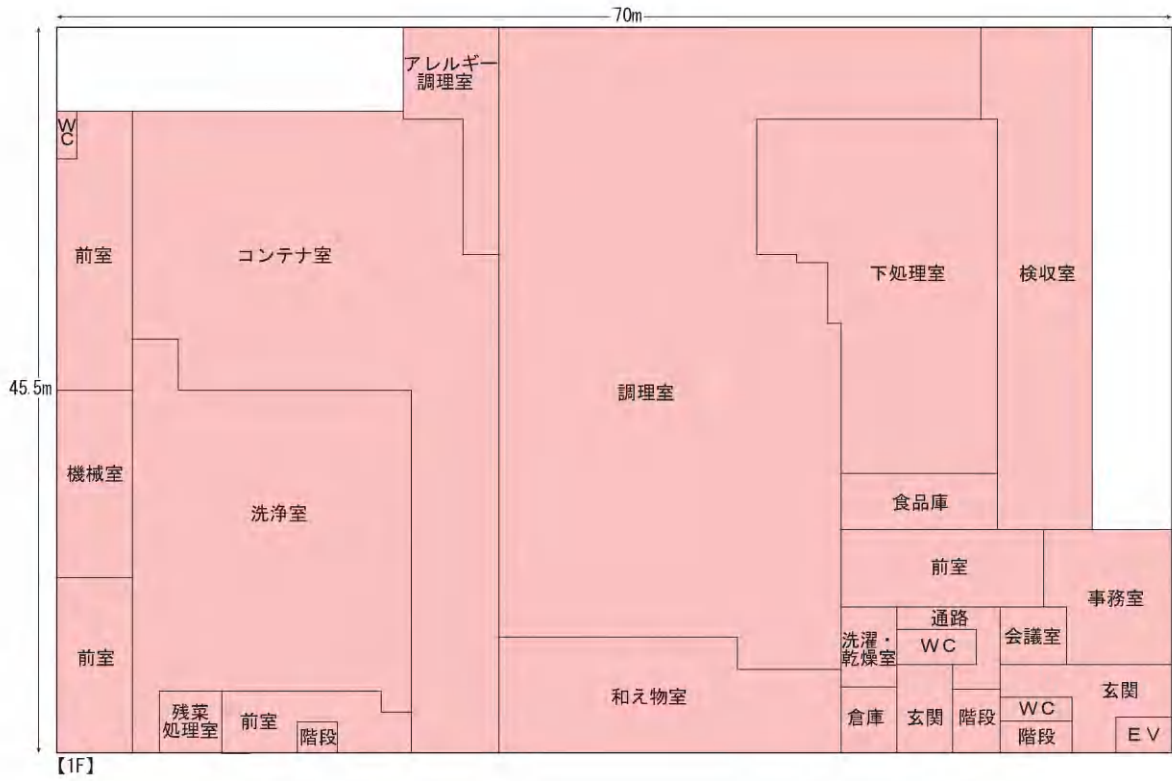 70m
45.5m
アレルギー
調理室
WC
前室
コンテナ室
下処理室
検収室
調理室
機械室
洗浄室
食品庫
前室
事務室
前室
通路
洗濯・
乾燥室
WC
会議室
残菜
処理室
前室
階段
和え物室
倉庫
玄関
階段
玄関
WC
階段
EV
【1F】